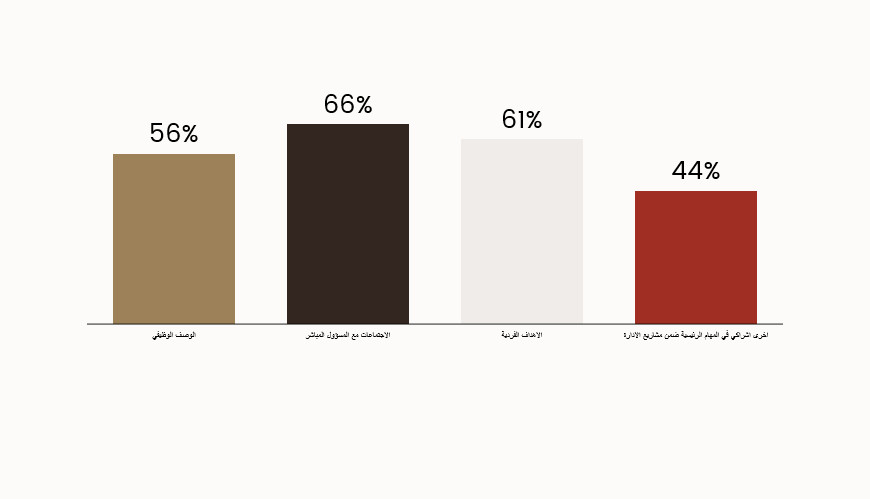 56%
66%
61%
44%
الوصف الوظيفي
الاجتماعات مع المسؤول المباشر
الاهداف الفردية
اخرى اشراكي في المهام الرئيسية ضمن مشاريع الادارة